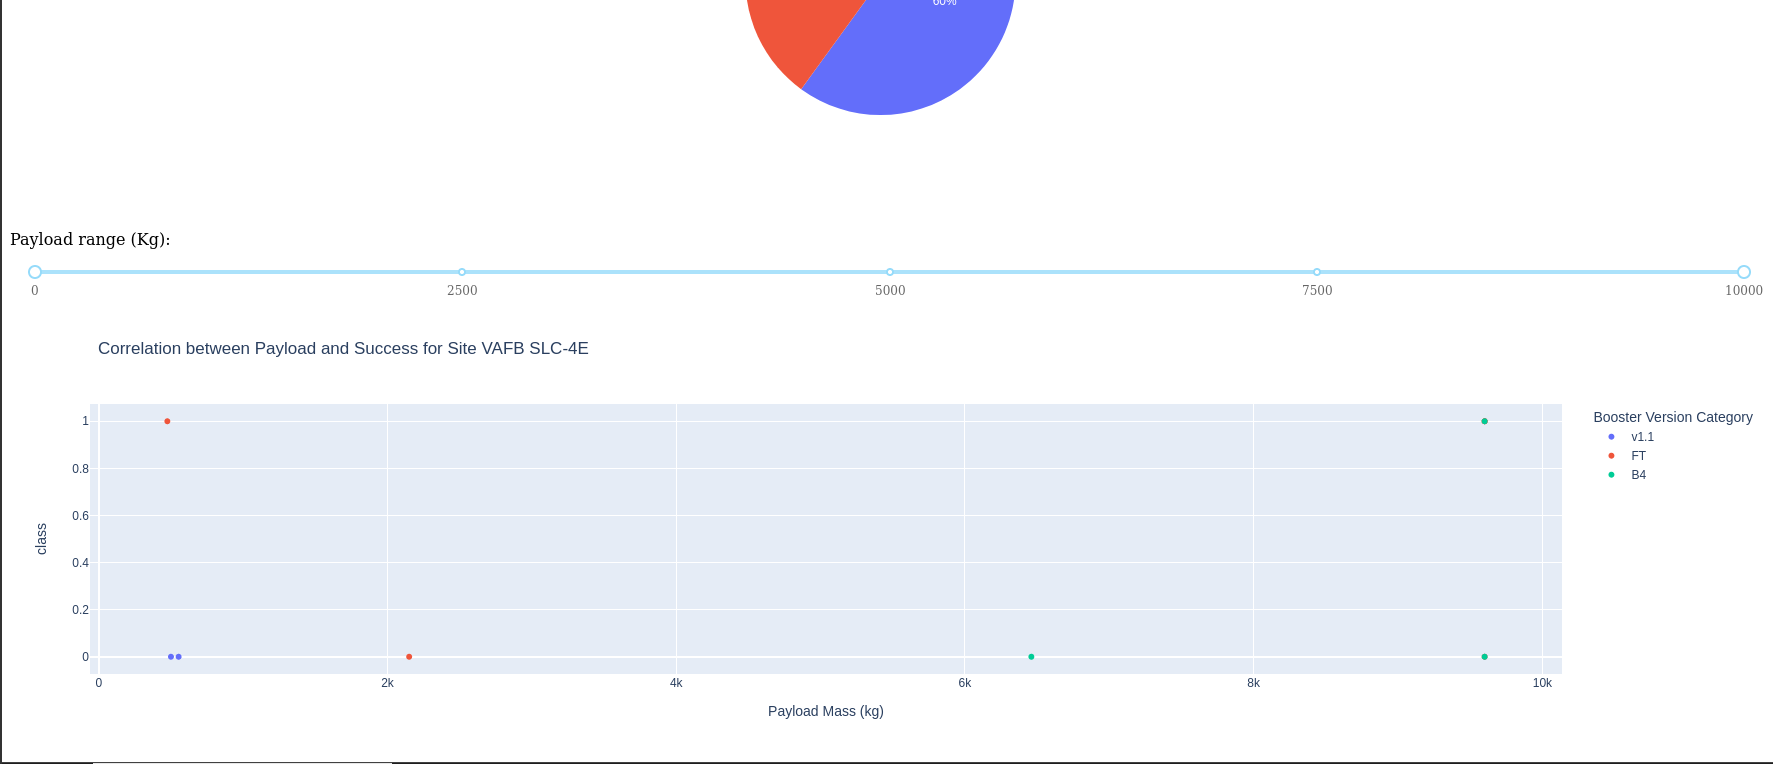 60%
Payload range (Kg):
0 2500 5000 7500 10000
Correlation between Payload and Success for Site VAFB SLC-4E
Booster Version Category
v1.1
FT
B4
1
0.8
0.6
0.4
0.2
0
class
0 2k 4k 6k 8k 10k
Payload Mass (kg)